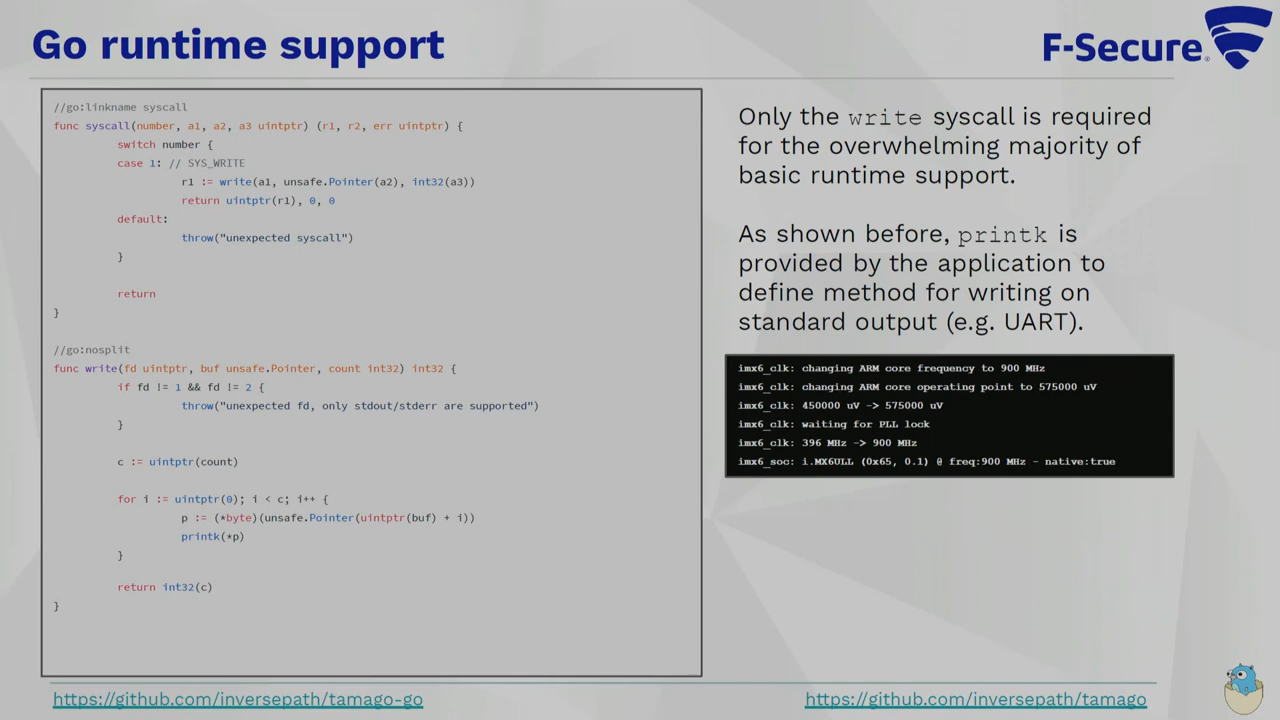 Go runtime support
F-Secure®
//go:linkname syscall
func syscall(number, a1, a2, a3 uintptr) (r1, r2, err uintptr) {
switch number {
case 1: // SYS_WRITE
r1 := write(a1, unsafe.Pointer(a2), int32(a3))
return uintptr(r1), 0, 0
default:
throw("unexpected syscall")
}
return
}
//go:nosplit
func write(fd uintptr, buf unsafe.Pointer, count int32) int32 {
if fd != 1 && fd != 2 {
throw("unexpected fd, only stdout/stderr are supported")
}
c := uintptr(count)
for i := uintptr(0); i < c; i++ {
p := (*byte)(unsafe.Pointer(uintptr(buf) + i))
printk(*p)
}
return int32(c)
}
Only the write syscall is required
for the overwhelming majority of
basic runtime support.
As shown before, printk is
provided by the application to
define method for writing on
standard output (e.g. UART).
imx6_clk: changing ARM core frequency to 900 MHz
imx6_clk: changing ARM core operating point to 575000 uV
imx6_clk: 450000 uV -> 575000 uV
imx6_clk: waiting for PLL lock
imx6_clk: 396 MHz -> 900 MHz
imx6_soc: i.MX6ULL (0x65, 0.1) @ freq:900 MHz - native:true
https://github.com/inversepath/tamago-go
https://github.com/inversepath/tamago